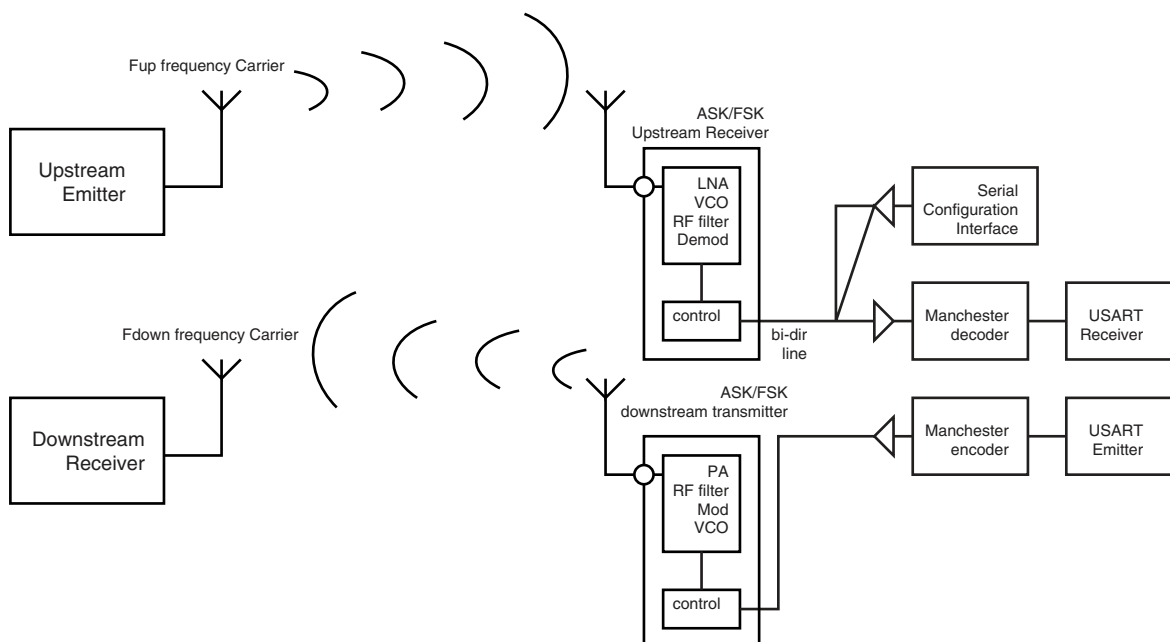 Fup frequency Carrier
Upstream
Emitter
ASK/FSK
Upstream Receiver
LNA
VCO
RF filter
Demod
control
bi-dir
line
Serial
Configuration
Interface
Manchester
decoder
USART
Receiver
Fdown frequency Carrier
Downstream
Receiver
ASK/FSK
downstream transmitter
PA
RF filter
Mod
VCO
control
Manchester
encoder
USART
Emitter